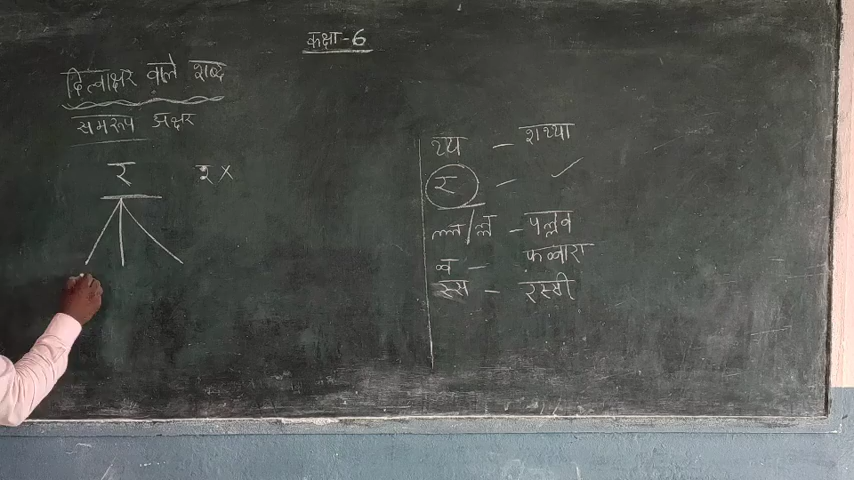 कक्षा-6
दित्वाक्षर वाले शब्द
समरूप अक्षर
र र X
य्य - शय्या
र - ✓
ल्ल/ल्ल - पल्लव
व्व - फव्वारा
स्स - रस्सी